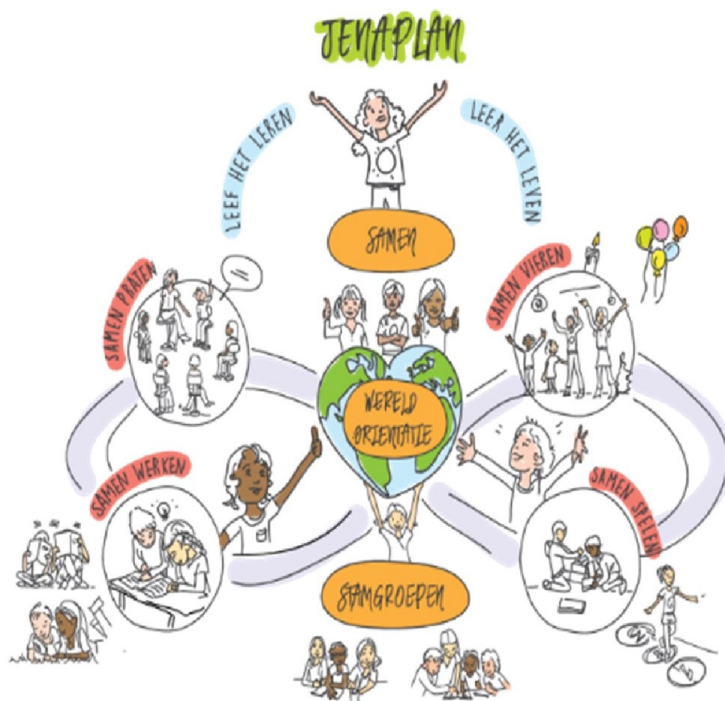 JENAPLAN
LEEF HET LEREN
LEER HET LEVEN
SAMEN
SAMEN PRATEN
SAMEN VIEREN
WERELD
ORIENTATIE
SAMEN WERKEN
SAMEN SPELEN
STAMGROEPEN